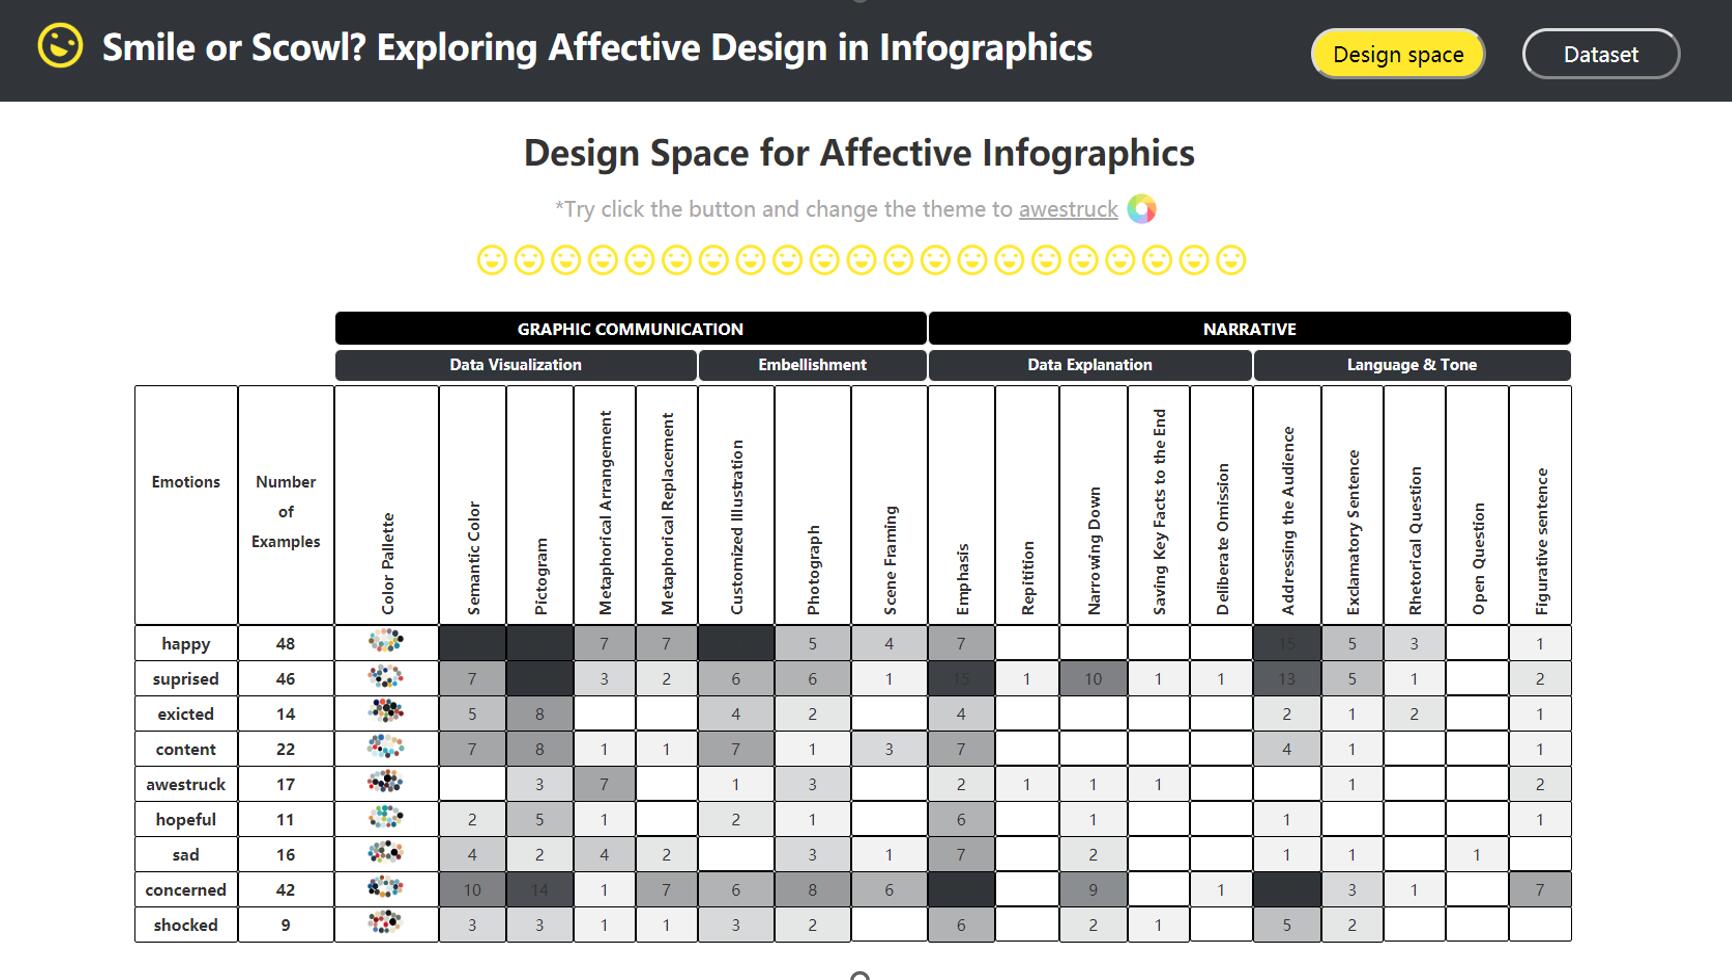 Smile or Scowl? Exploring Affective Design in Infographics
Design space
Dataset
Design Space for Affective Infographics
*Try click the button and change the theme to awestruck
GRAPHIC COMMUNICATION NARRATIVE
Data Visualization Embellishment Data Explanation Language & Tone
Emotions
Number
of
Examples
Color Pallette
Semantic Color
Pictogram
Metaphorical Arrangement
Metaphorical Replacement
Customized Illustration
Photograph
Scene Framing
Emphasis
Repitition
Narrowing Down
Saving Key Facts to the End
Deliberate Omission
Addressing the Audience
Exclamatory Sentence
Rhetorical Question
Open Question
Figurative sentence
happy 48 7 7 5 4 7 15 5 3 1
suprised 46 7 3 2 6 6 1 15 1 10 1 1 13 5 1 2
exicted 14 5 8 4 2 4 2 1 2 1
content 22 7 8 1 1 7 1 3 7 4 1 1
awestruck 17 3 7 1 3 2 1 1 1 1 2
hopeful 11 2 5 1 2 1 6 1 1 1
sad 16 4 2 4 2 3 1 7 2 1 1 1
concerned 42 10 14 1 7 6 8 6 9 1 3 1 7
shocked 9 3 3 1 1 3 2 6 2 1 5 2